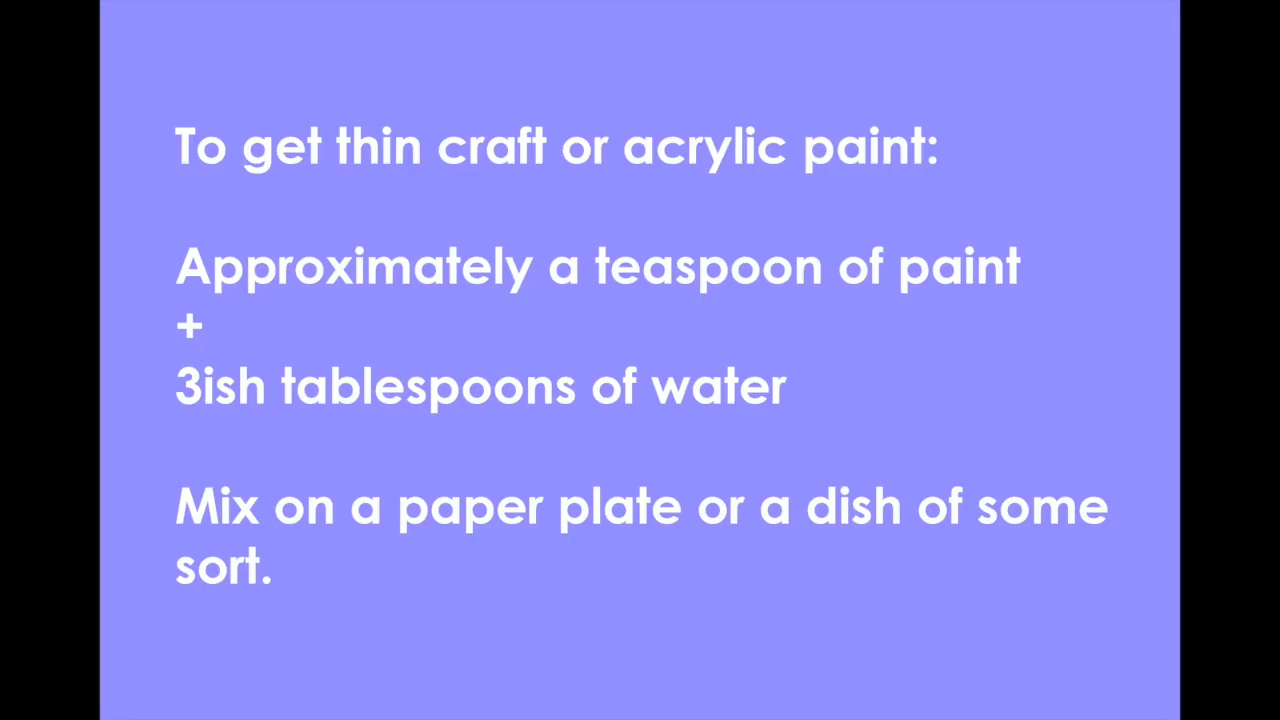 To get thin craft or acrylic paint:
Approximately a teaspoon of paint
+
3ish tablespoons of water
Mix on a paper plate or a dish of some
sort.